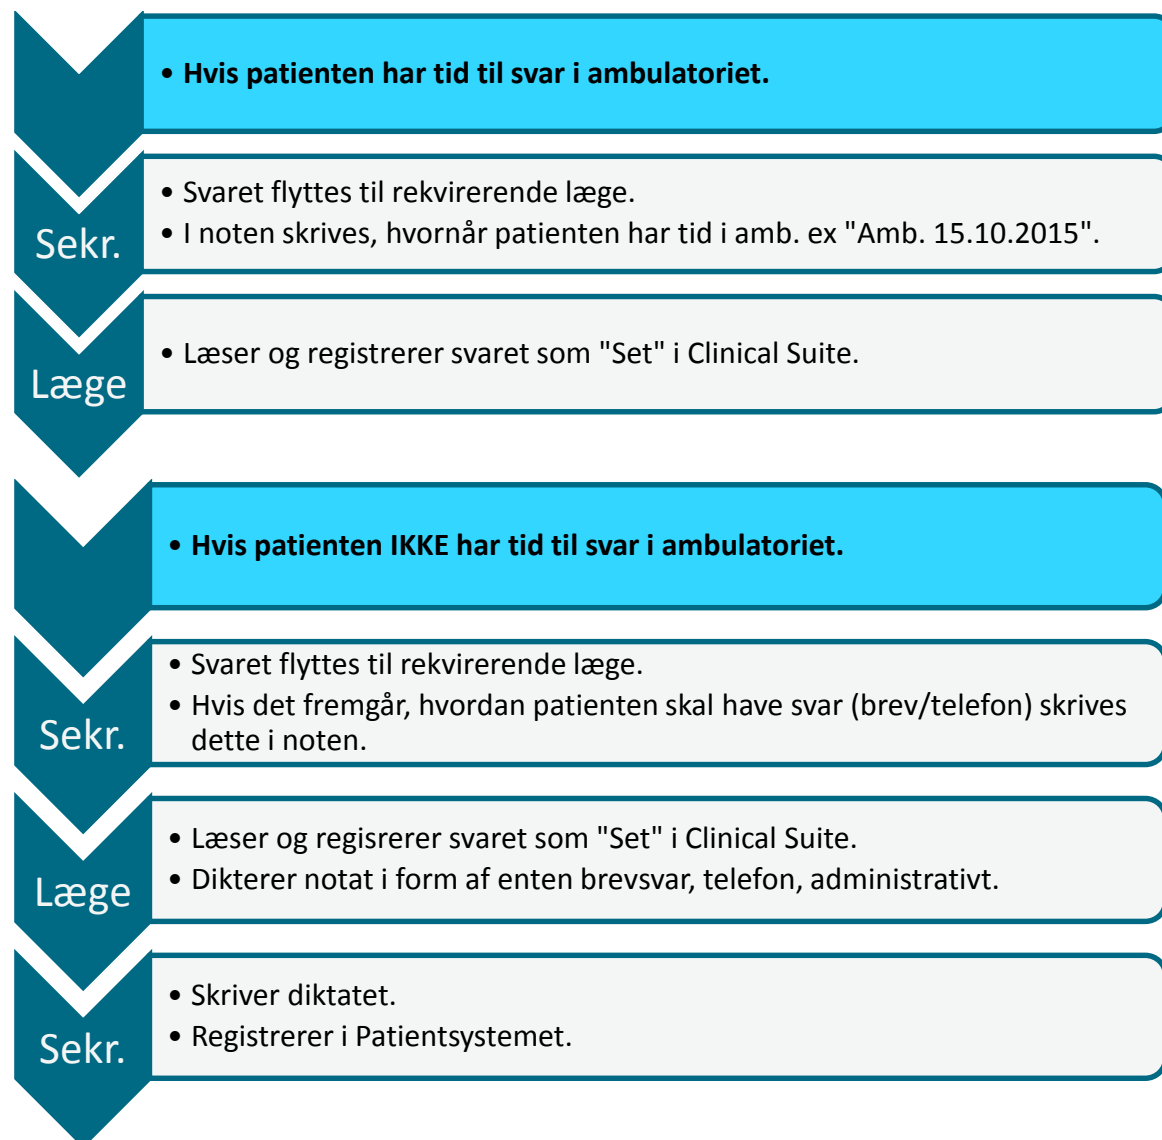 • Hvis patienten har tid til svar i ambulatoriet.
Sekr.
• Svaret flyttes til rekvirerende læge.
• I noten skrives, hvornår patienten har tid i amb. ex "Amb. 15.10.2015".
Læge
• Læser og registrerer svaret som "Set" i Clinical Suite.
• Hvis patienten IKKE har tid til svar i ambulatoriet.
Sekr.
• Svaret flyttes til rekvirerende læge.
• Hvis det fremgår, hvordan patienten skal have svar (brev/telefon) skrives
dette i noten.
Læge
• Læser og regisrerer svaret som "Set" i Clinical Suite.
• Dikterer notat i form af enten brevsvar, telefon, administrativt.
Sekr.
• Skriver diktatet.
• Registrerer i Patientsystemet.